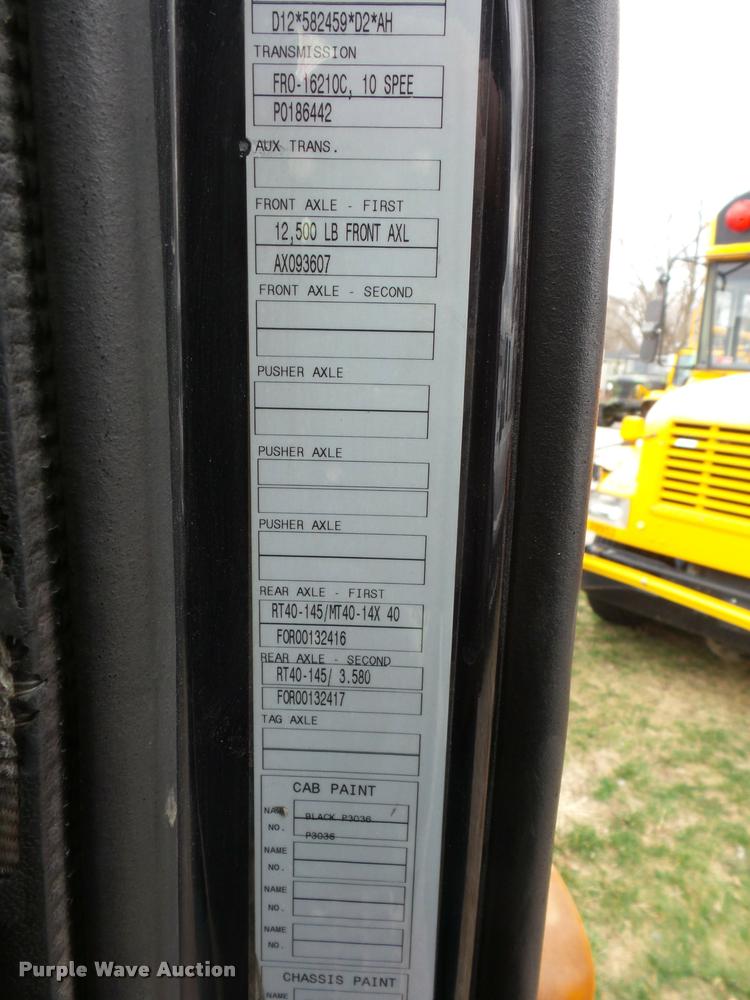 D12*582459*D2*AH
TRANSMISSION
FRO-16210C, 10 SPEE
P0186442
AUX TRANS.
FRONT AXLE - FIRST
12,500 LB FRONT AXL
AX093607
FRONT AXLE - SECOND
PUSHER AXLE
PUSHER AXLE
PUSHER AXLE
REAR AXLE - FIRST
RT40-145/MT40-14X 40
FOR00132416
REAR AXLE - SECOND
RT40-145/ 3.580
FOR00132417
TAG AXLE
CAB PAINT
NAME BLACK P3036
NO. P3036
NAME
NO.
NAME
NO.
NAME
NO.
CHASSIS PAINT
NAME
Purple Wave Auction